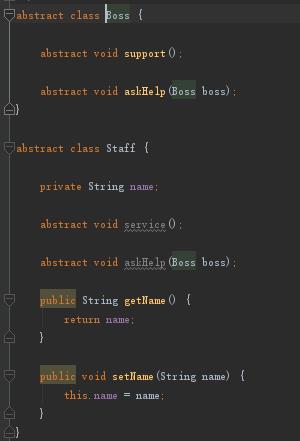 abstract class Boss {
abstract void support();
abstract void askHelp(Boss boss);
}
abstract class Staff {
private String name;
abstract void service();
abstract void askHelp(Boss boss);
public String getName() {
return name;
}
public void setName(String name) {
this.name = name;
}
}